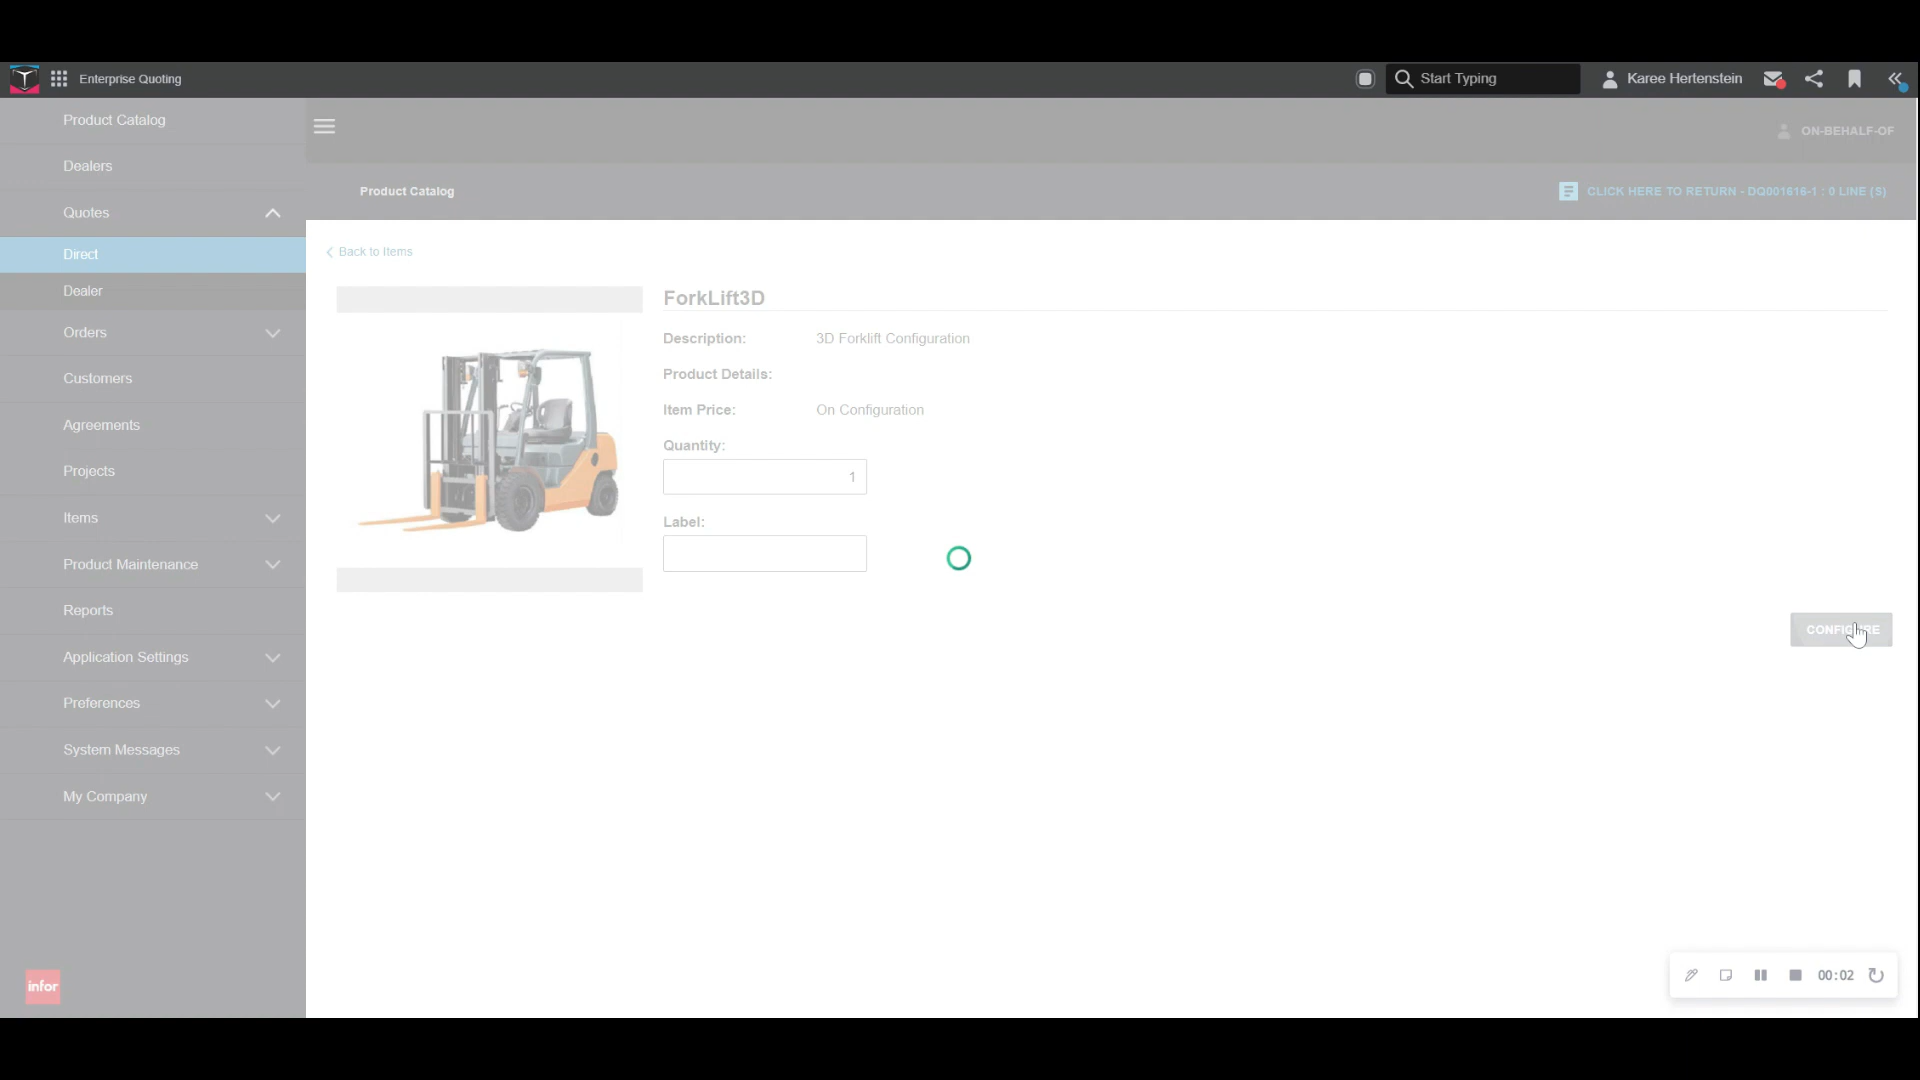 Enterprise Quoting
Start Typing
Karee Hertenstein
Product Catalog
Dealers
Quotes
Direct
Dealer
Orders
Customers
Agreements
Projects
Items
Product Maintenance
Reports
Application Settings
Preferences
System Messages
My Company
infor
ON-BEHALF-OF
Product Catalog
CLICK HERE TO RETURN - DQ001616-1 : 0 LINE (S)
Back to Items
ForkLift3D
Description: 3D Forklift Configuration
Product Details:
Item Price: On Configuration
Quantity:
1
Label:
CONFIGURE
00:02